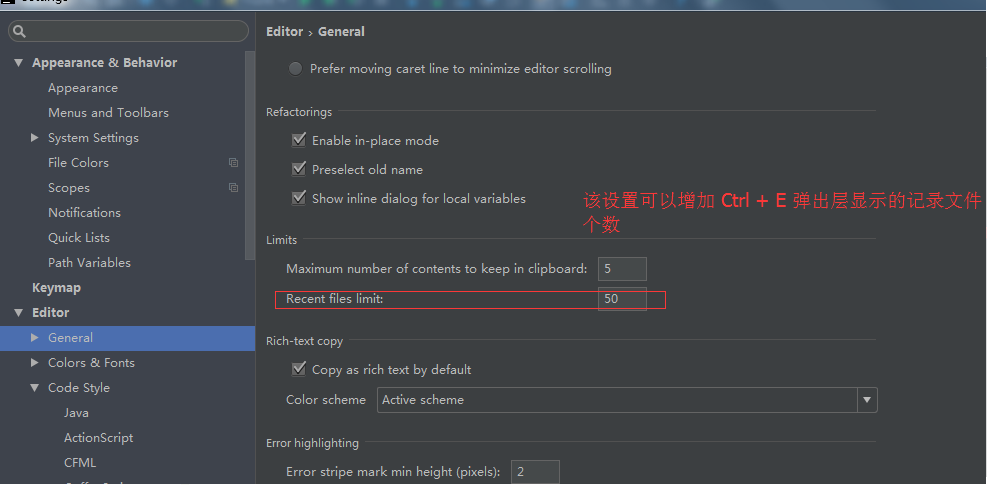 Settings
Editor › General
Appearance & Behavior
Appearance
Menus and Toolbars
System Settings
File Colors
Scopes
Notifications
Quick Lists
Path Variables
Keymap
Editor
General
Colors & Fonts
Code Style
Java
ActionScript
CFML
Prefer moving caret line to minimize editor scrolling
Refactorings
Enable in-place mode
Preselect old name
Show inline dialog for local variables
该设置可以增加 Ctrl + E 弹出层显示的记录文件
个数
Limits
Maximum number of contents to keep in clipboard: 5
Recent files limit: 50
Rich-text copy
Copy as rich text by default
Color scheme Active scheme
Error highlighting
Error stripe mark min height (pixels): 2